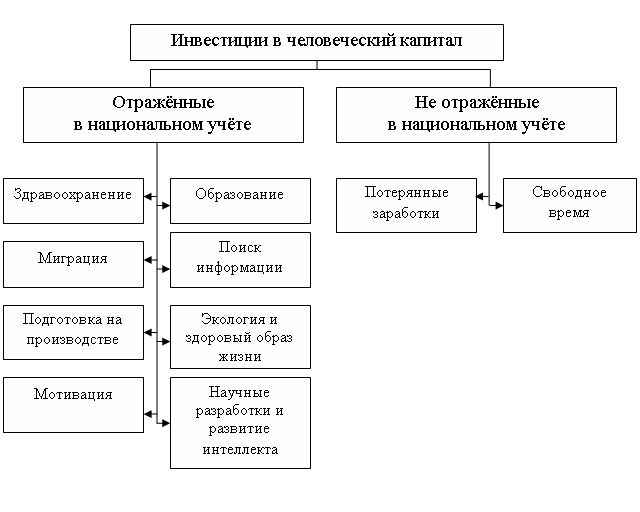 Инвестиции в человеческий капитал
Отражённые
в национальном учёте
Не отражённые
в национальном учёте
Здравоохранение
Образование
Потерянные
заработки
Свободное
время
Миграция
Поиск
информации
Подготовка на
производстве
Экология и
здоровый образ
жизни
Мотивация
Научные
разработки и
развитие
интеллекта